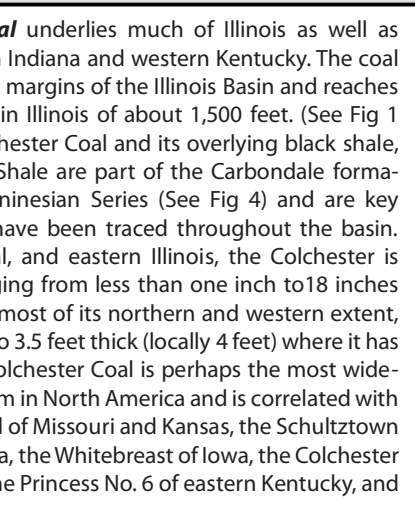 al underlies much of Illinois as well as
Indiana and western Kentucky. The coal
margins of the Illinois Basin and reaches
in Illinois of about 1,500 feet. (See Fig 1
hester Coal and its overlying black shale,
Shale are part of the Carbondale forma-
ninesian Series (See Fig 4) and are key
have been traced throughout the basin.
al, and eastern Illinois, the Colchester is
ging from less than one inch to18 inches
most of its northern and western extent,
o 3.5 feet thick (locally 4 feet) where it has
olchester Coal is perhaps the most wide-
m in North America and is correlated with
l of Missouri and Kansas, the Schultztown
a, the Whitebreast of Iowa, the Colchester
ne Princess No. 6 of eastern Kentucky, and